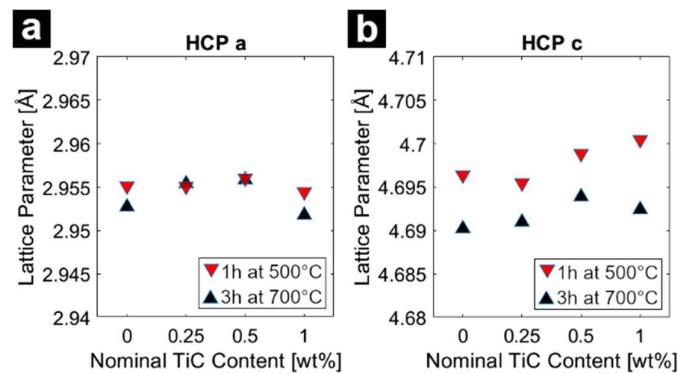 a
HCP a
Lattice Parameter [Å]
2.97
2.965
2.96
2.955
2.95
2.945
2.94
0 0.25 0.5 1
Nominal TiC Content [wt%]
1h at 500°C
3h at 700°C
b
HCP c
Lattice Parameter [Å]
4.71
4.705
4.7
4.695
4.69
4.685
4.68
0 0.25 0.5 1
Nominal TiC Content [wt%]
1h at 500°C
3h at 700°C